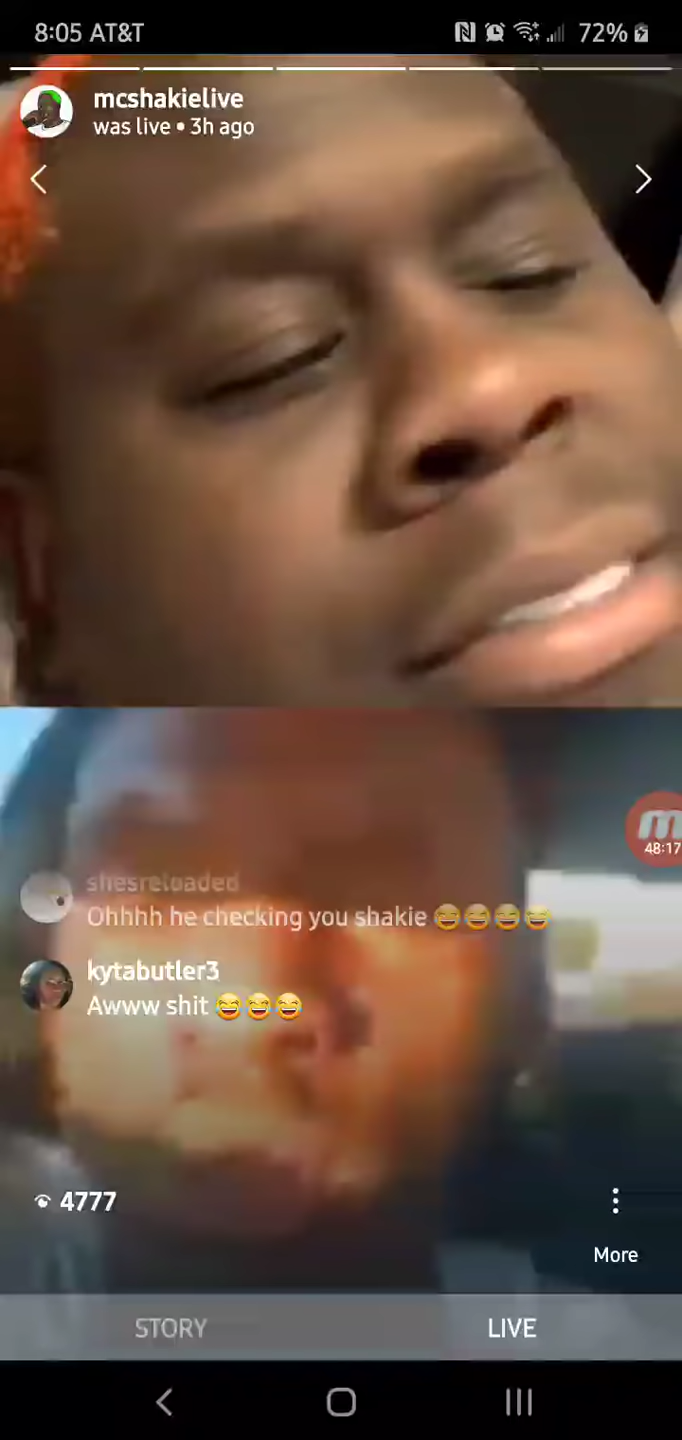 8:05 AT&T
72%
mcshakielive
was live • 3h ago
shesreloaded
Ohhhh he checking you shakie 😂😂😂😂
kytabutler3
Awww shit 😂😂😂
48:17
4777
More
STORY
LIVE